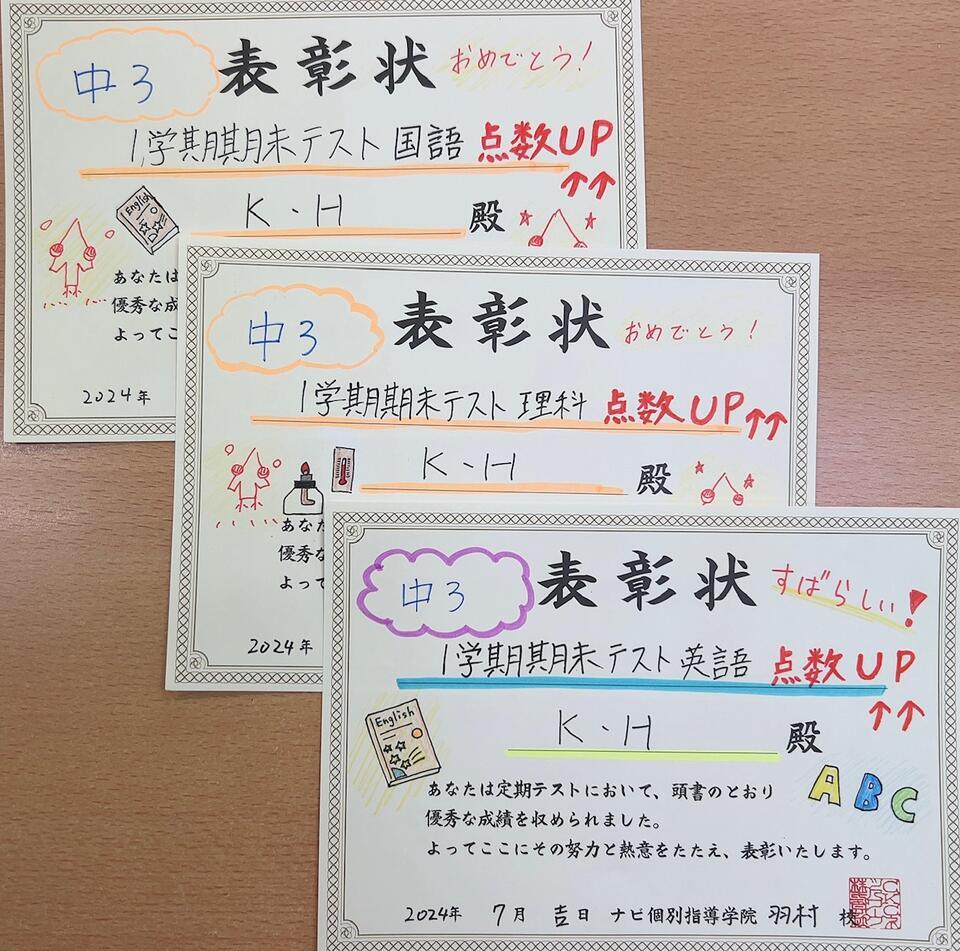 中3 表彰状 おめでとう!
1学期期末テスト 国語 点数UP
↑↑
K・H 殿
English
あなたは
優秀な成
よってここ
2024年
中3 表彰状 おめでとう!
1学期期末テスト 理科 点数UP↑↑
K・H 殿
あなた
優秀な
よって
2024年
中3 表彰状 すばらしい!
1学期期末テスト 英語 点数UP
↑↑
English
K・H 殿
ABC
あなたは定期テストにおいて、頭書のとおり
優秀な成績を収められました。
よってここにその努力と熱意をたたえ、表彰いたします。
2024年 7月 吉日 ナビ個別指導学院 羽村 校